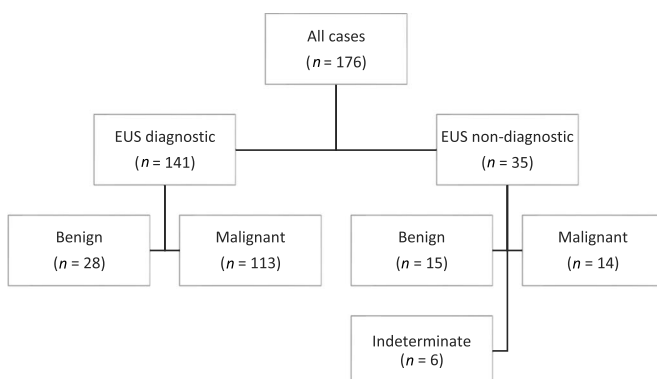 All cases
(n = 176)
EUS diagnostic
(n = 141)
EUS non-diagnostic
(n = 35)
Benign
(n = 28)
Malignant
(n = 113)
Benign
(n = 15)
Malignant
(n = 14)
Indeterminate
(n = 6)